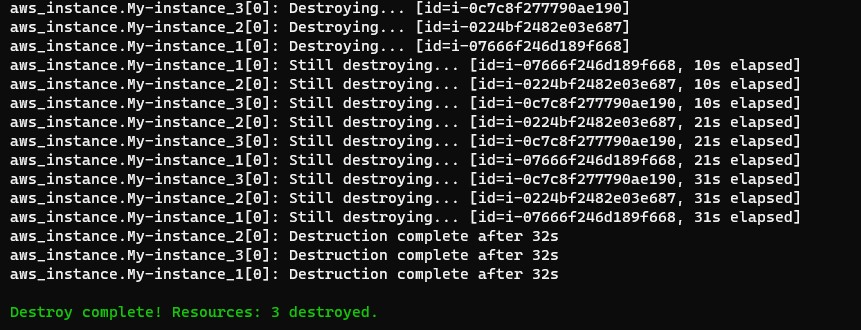 aws_instance.My-instance_3[0]: Destroying... [id=i-0c7c8f277790ae190]
aws_instance.My-instance_2[0]: Destroying... [id=i-0224bf2482e03e687]
aws_instance.My-instance_1[0]: Destroying... [id=i-07666f246d189f668]
aws_instance.My-instance_1[0]: Still destroying... [id=i-07666f246d189f668, 10s elapsed]
aws_instance.My-instance_2[0]: Still destroying... [id=i-0224bf2482e03e687, 10s elapsed]
aws_instance.My-instance_3[0]: Still destroying... [id=i-0c7c8f277790ae190, 10s elapsed]
aws_instance.My-instance_2[0]: Still destroying... [id=i-0224bf2482e03e687, 21s elapsed]
aws_instance.My-instance_3[0]: Still destroying... [id=i-0c7c8f277790ae190, 21s elapsed]
aws_instance.My-instance_1[0]: Still destroying... [id=i-07666f246d189f668, 21s elapsed]
aws_instance.My-instance_3[0]: Still destroying... [id=i-0c7c8f277790ae190, 31s elapsed]
aws_instance.My-instance_2[0]: Still destroying... [id=i-0224bf2482e03e687, 31s elapsed]
aws_instance.My-instance_1[0]: Still destroying... [id=i-07666f246d189f668, 31s elapsed]
aws_instance.My-instance_2[0]: Destruction complete after 32s
aws_instance.My-instance_3[0]: Destruction complete after 32s
aws_instance.My-instance_1[0]: Destruction complete after 32s
Destroy complete! Resources: 3 destroyed.